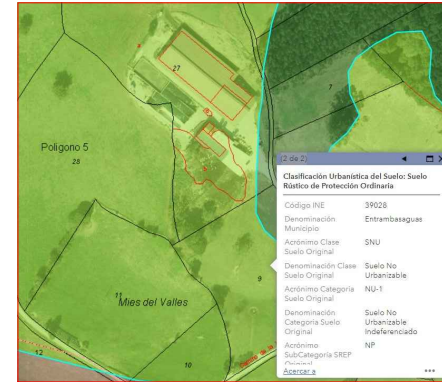 27
7
Poligono 5
28
(2 de 2)
Clasificación Urbanística del Suelo: Suelo
Rústico de Protección
Ordinaria
Código INE 39028
Denominación Entrambasaguas
Municipio
Acrónimo Clase SNU
Suelo Original
Denominación Clase Suelo No
Suelo Original Urbanizable
Acrónimo Categoría NU-1
Suelo Original
Denominación Suelo No
Categoría Suelo Urbanizable
Original Indeferenciado
Acrónimo NP
SubCategoría SREP
Original
Acercar a
9
11
Mies del Valles
12
10